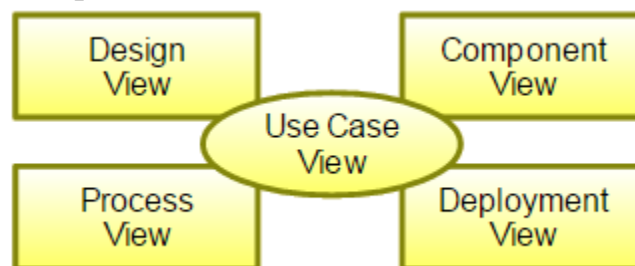 Design
View
Component
View
Use Case
View
Process
View
Deployment
View